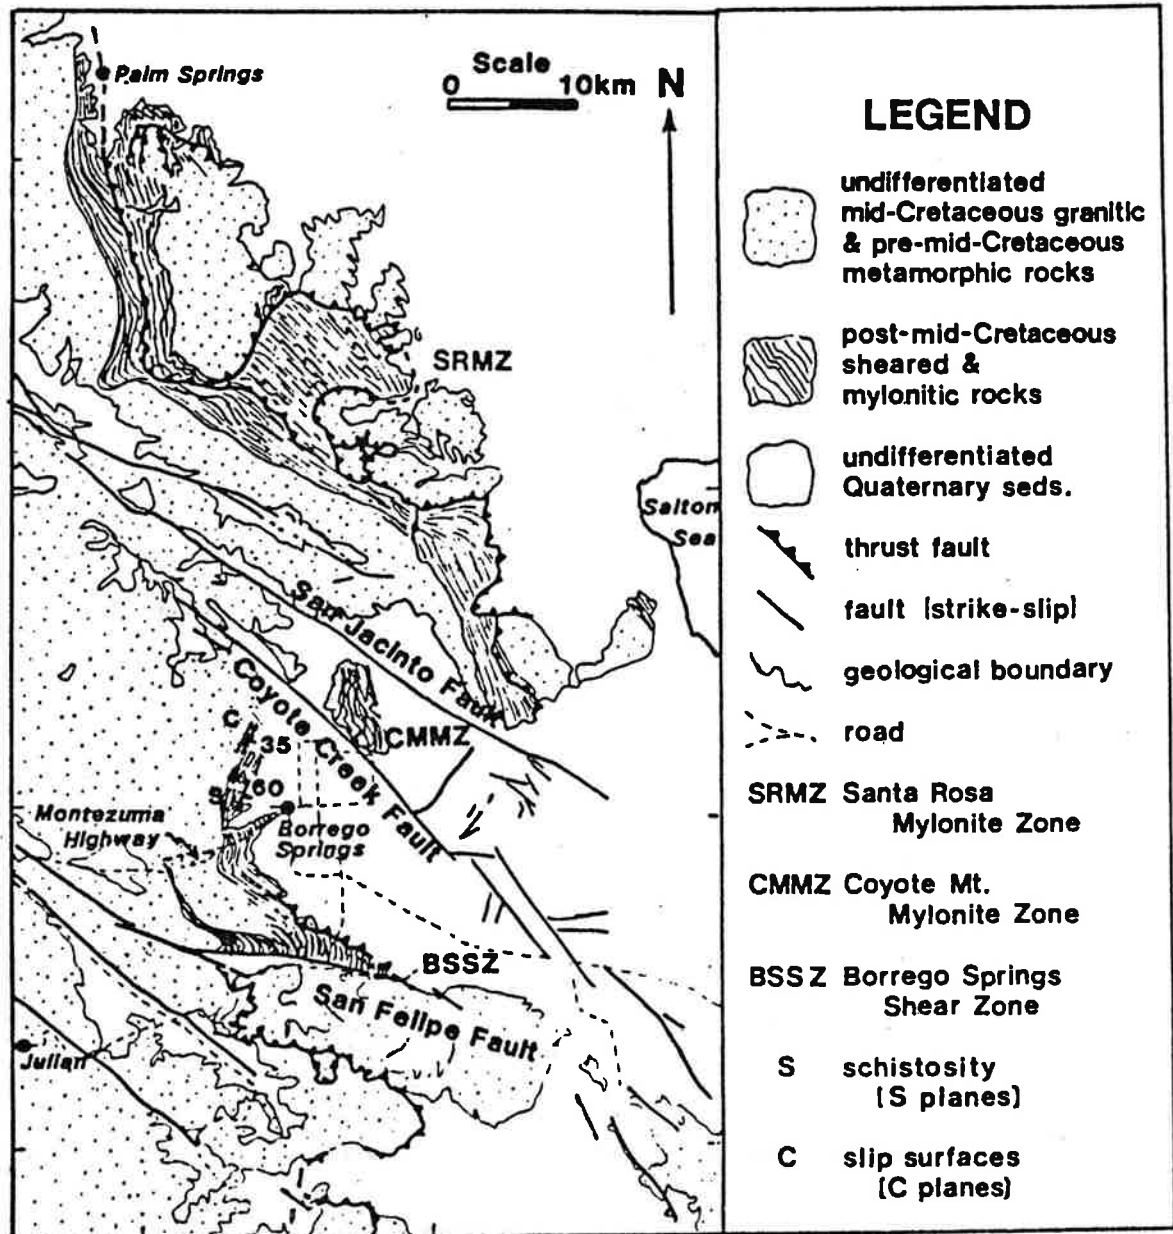 Palm Springs
Scale
0 10km
N
SRMZ
Salton
Sea
San Jacinto Fault
Coyote Creek Fault
CMMZ
C
35
S
60
Montezuma
Highway
Borrego
Springs
BSSZ
San Felipe Fault
Julian
LEGEND
undifferentiated
mid-Cretaceous granitic
& pre-mid-Cretaceous
metamorphic rocks
post-mid-Cretaceous
sheared &
mylonitic rocks
undifferentiated
Quaternary seds.
thrust fault
fault (strike-slip)
geological boundary
road
SRMZ Santa Rosa
Mylonite Zone
CMMZ Coyote Mt.
Mylonite Zone
BSSZ Borrego Springs
Shear Zone
S schistosity
(S planes)
C slip surfaces
(C planes)